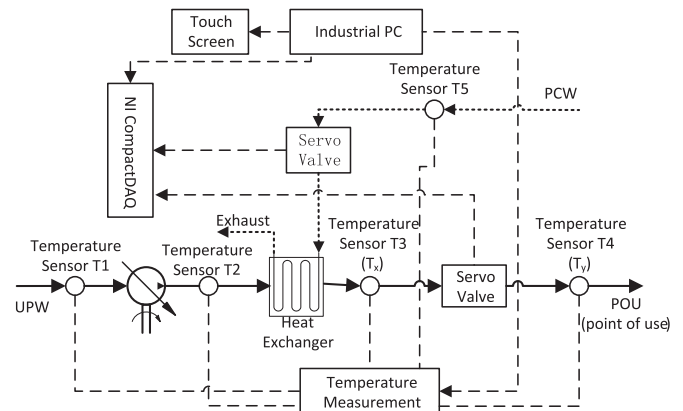 Touch
Screen
Industrial PC
Temperature
Sensor T5
PCW
NI CompactDAQ
Servo
Valve
Exhaust
Temperature
Sensor T1
Temperature
Sensor T2
Temperature
Sensor T3
(Tx)
Temperature
Sensor T4
(Ty)
UPW
Heat
Exchanger
Servo
Valve
POU
(point of use)
Temperature
Measurement